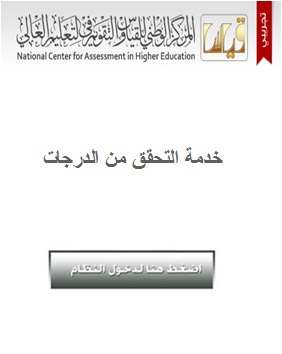 المركز الوطني للقياس والتقويم في التعليم العالي
National Center for Assessment in Higher Education
قياس
تجريبي
خدمة التحقق من الدرجات
اضغط هنا لدخول النظام